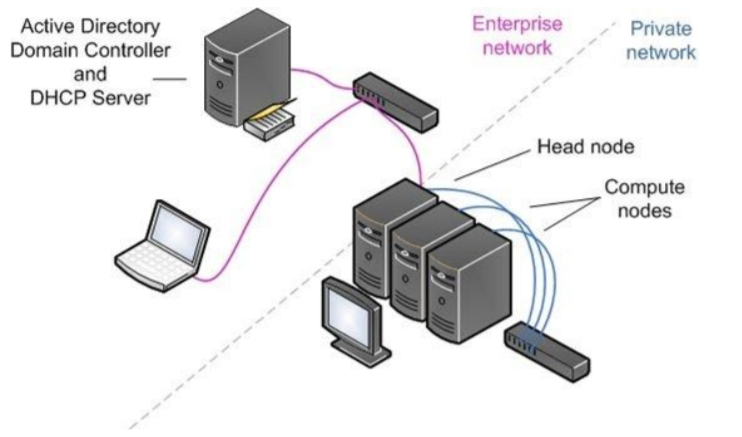 Active Directory
Domain Controller
and
DHCP Server
Enterprise
network
Private
network
Head node
Compute
nodes